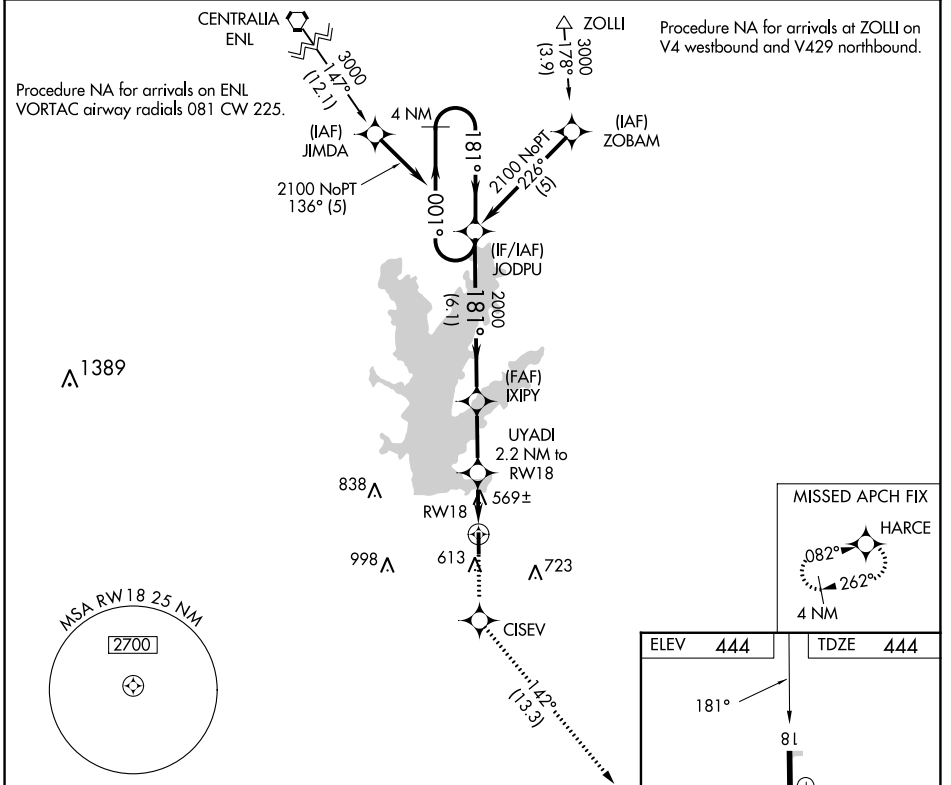 CENTRALIA
ENL
ZOLLI
Procedure NA for arrivals at ZOLLI on
V4 westbound and V429 northbound.
3000
147°
(12.1)
3000
178°
(3.9)
Procedure NA for arrivals on ENL
VORTAC airway radials 081 CW 225.
(IAF)
JIMDA
4 NM
(IAF)
ZOBAM
181°
001°
2100 NoPT
136° (5)
2100 NoPT
226°
(5)
(IF/IAF)
JODPU
2000
181°
(6.1)
1389
(FAF)
IXIPY
UYADI
2.2 NM to
RW18
838
569±
RW18
998
613
723
MISSED APCH FIX
HARCE
082°
262°
4 NM
MSA RW18 25 NM
2700
CISEV
142°
(13.3)
ELEV 444
TDZE 444
181°
18